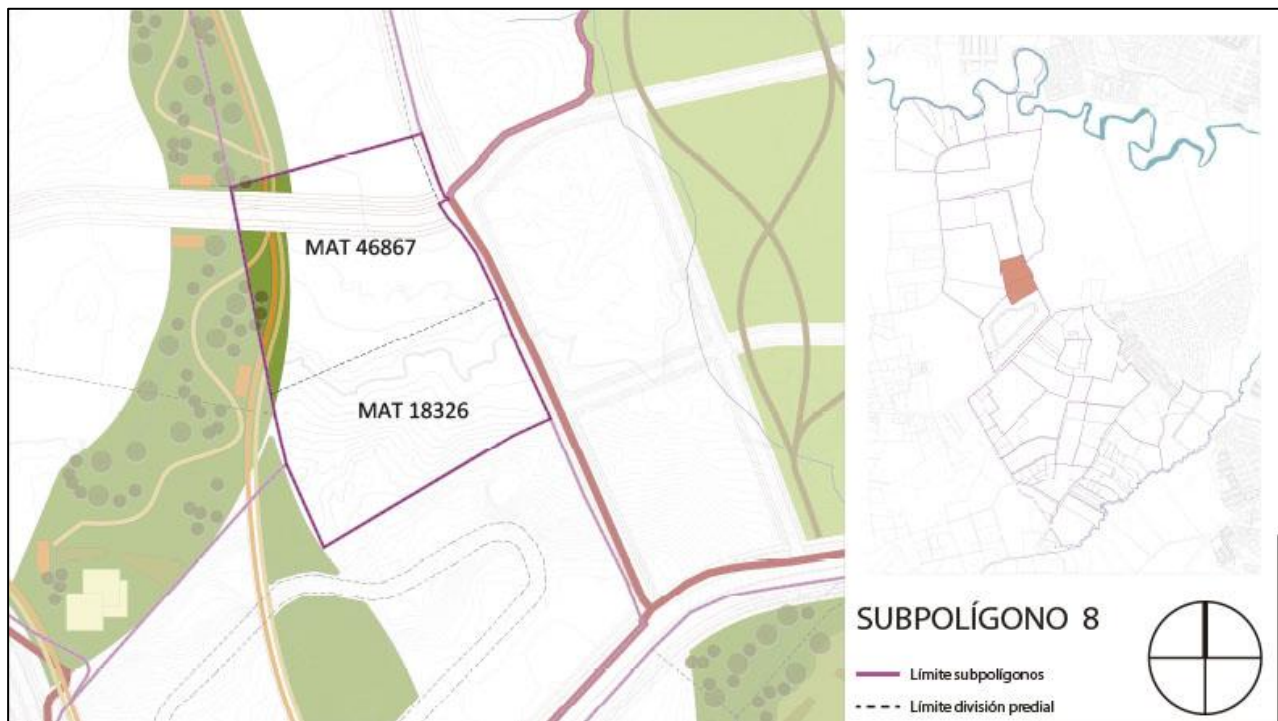 MAT 46867
MAT 18326
SUBPOLÍGONO 8
Límite subpolígonos
Límite división predial